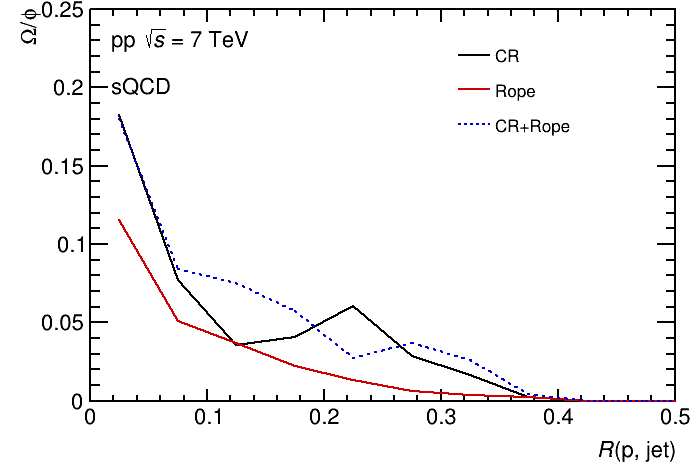 Ω/ϕ
0.25
0.2
0.15
0.1
0.05
0
pp √s = 7 TeV
sQCD
CR
Rope
CR+Rope
0 0.1 0.2 0.3 0.4 0.5
R(p, jet)